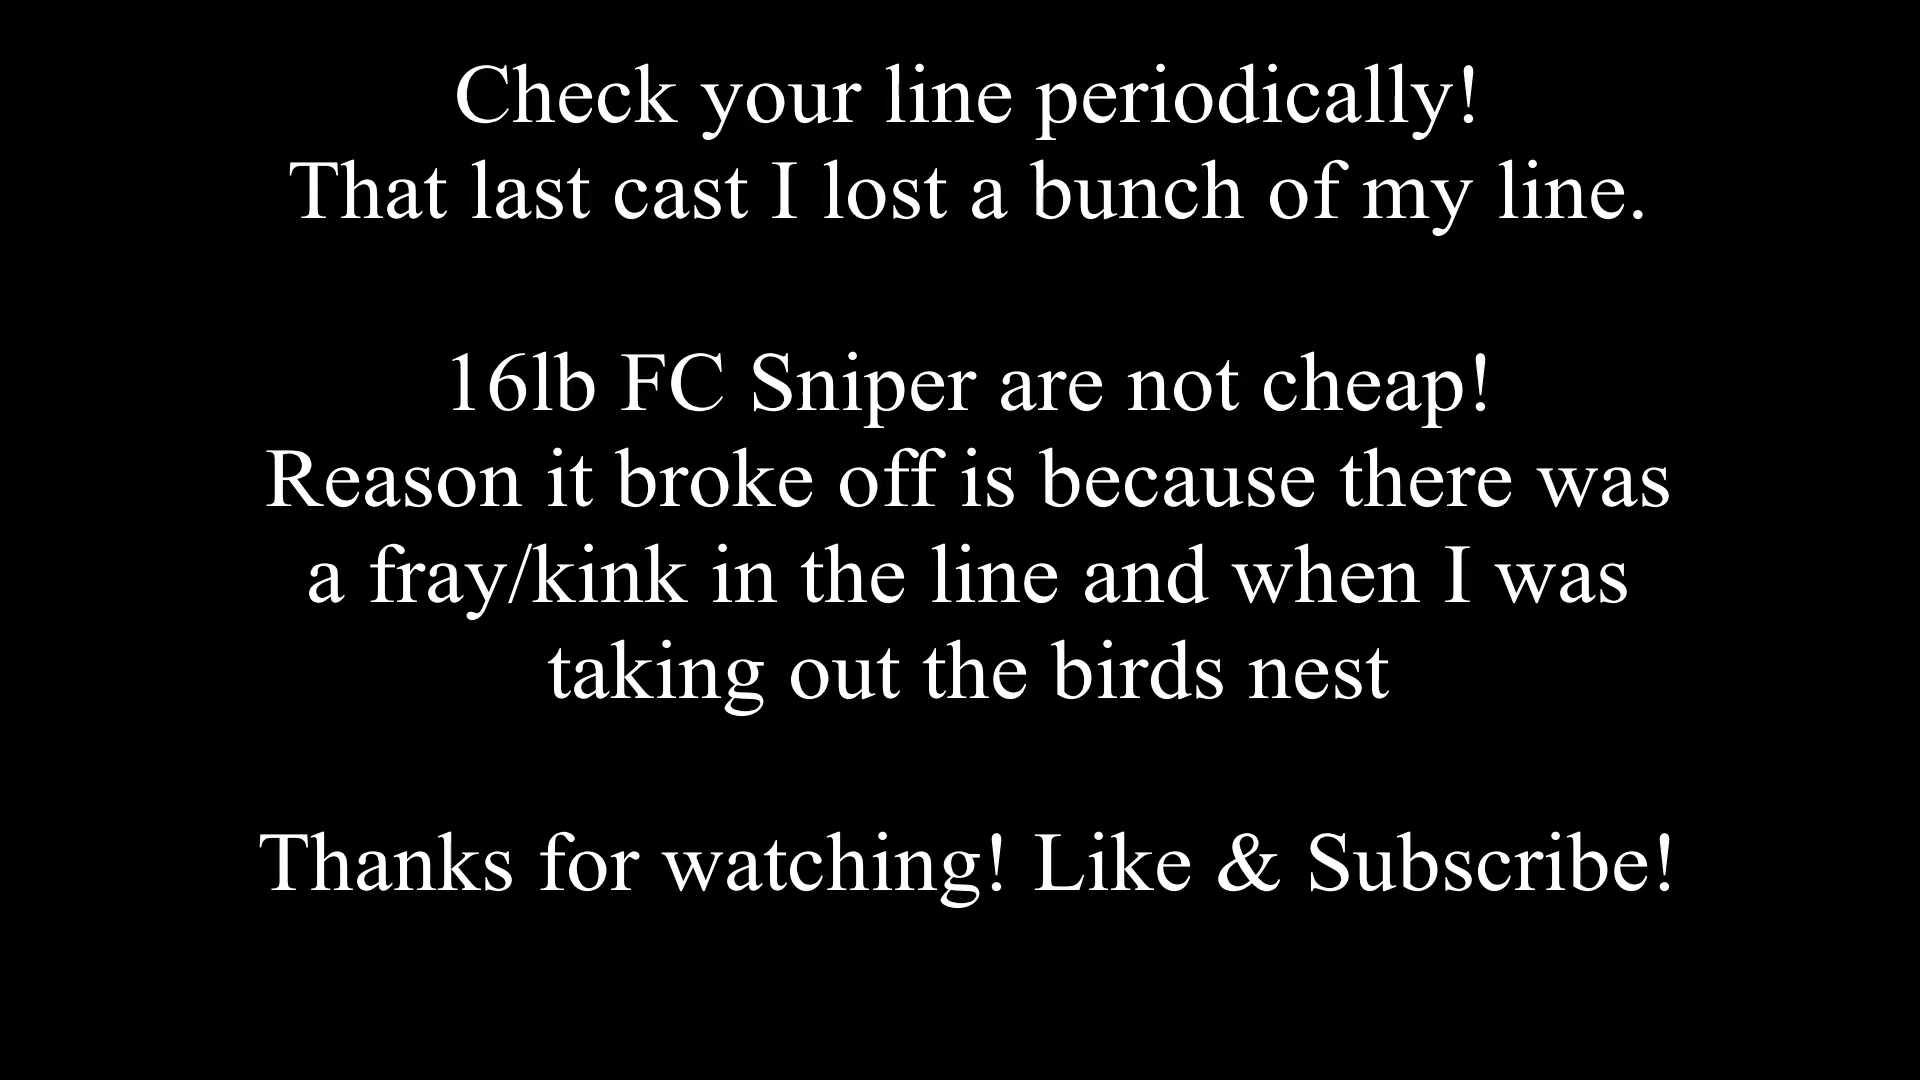 Check your line periodically!
That last cast I lost a bunch of my line.
16lb FC Sniper are not cheap!
Reason it broke off is because there was
a fray/kink in the line and when I was
taking out the birds nest
Thanks for watching! Like & Subscribe!